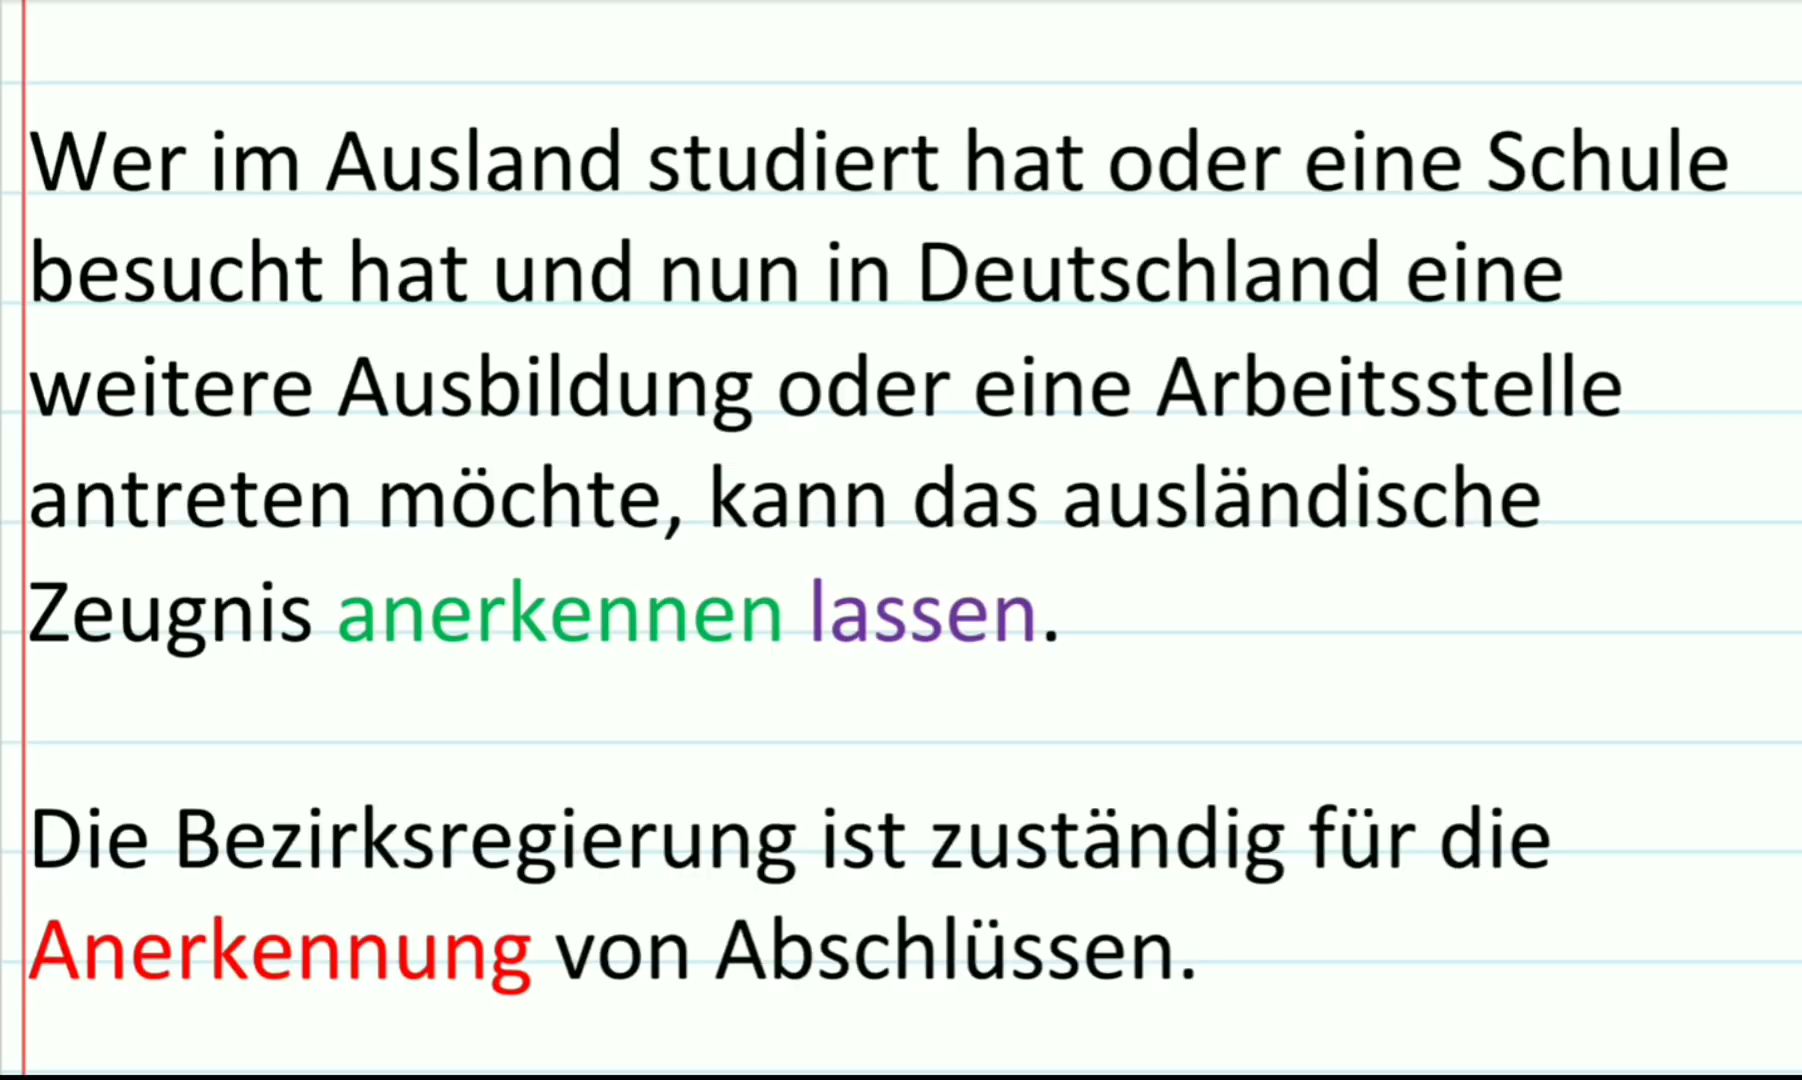 Wer im Ausland studiert hat oder eine Schule
besucht hat und nun in Deutschland eine
weitere Ausbildung oder eine Arbeitsstelle
antreten möchte, kann das ausländische
Zeugnis anerkennen lassen.
Die Bezirksregierung ist zuständig für die
Anerkennung von Abschlüssen.